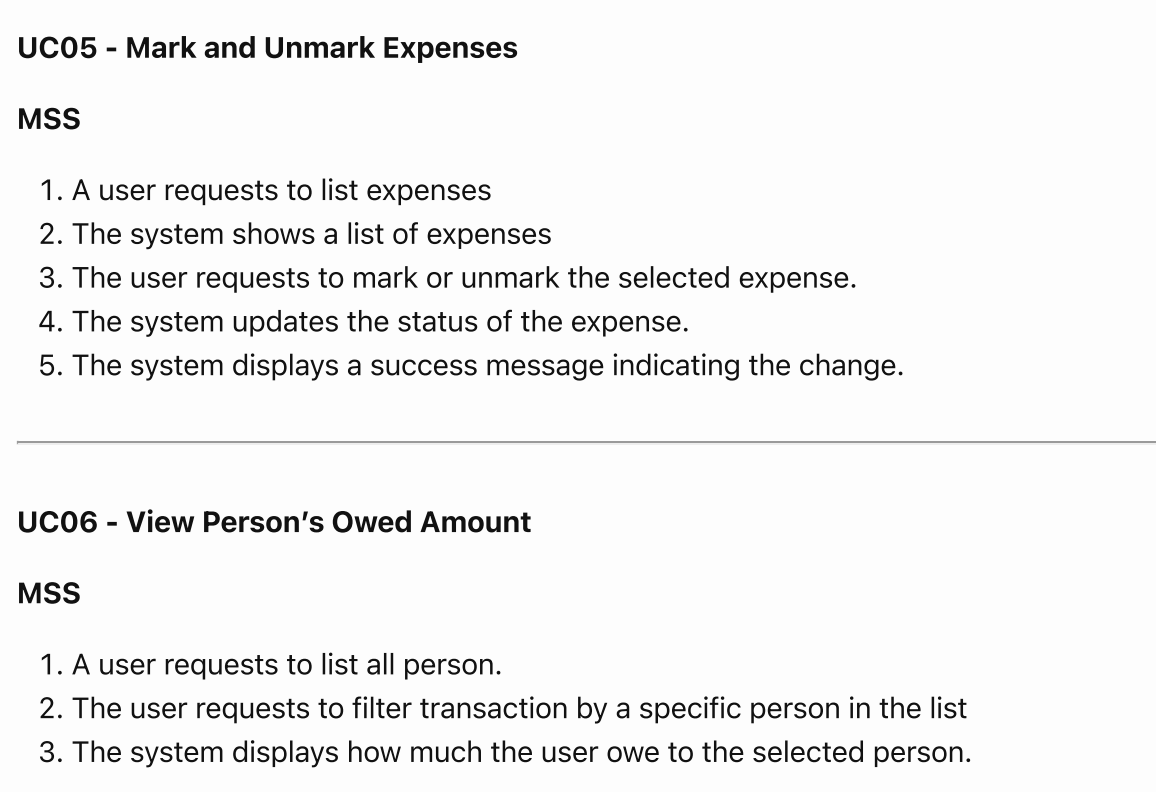 UC05 - Mark and Unmark Expenses
MSS
1. A user requests to list expenses
2. The system shows a list of expenses
3. The user requests to mark or unmark the selected expense.
4. The system updates the status of the expense.
5. The system displays a success message indicating the change.
UC06 - View Person’s Owed Amount
MSS
1. A user requests to list all person.
2. The user requests to filter transaction by a specific person in the list
3. The system displays how much the user owe to the selected person.